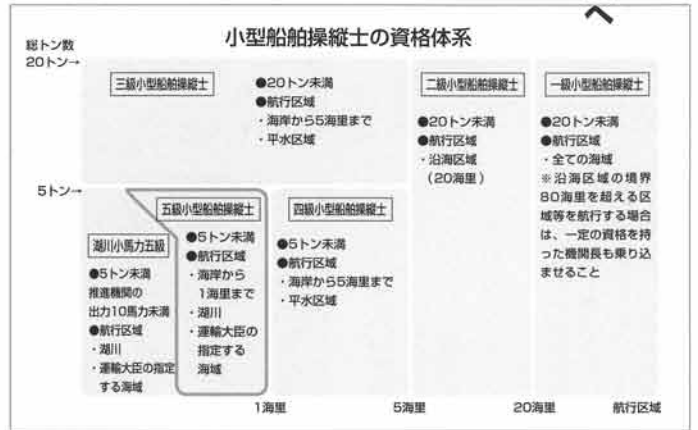 へ
小型船舶操縦士の資格体系
総トン数
20トン→
三級小型船舶操縦士
●20トン未満
●航行区域
・海岸から5海里まで
・平水区域
二級小型船舶操縦士
●20トン未満
●航行区域
・沿海区域
（20海里）
一級小型船舶操縦士
●20トン未満
●航行区域
・全ての海域
※沿海区域の境界
80海里を超える区
域等を航行する場合
は、一定の資格を持
った機関長も乗り込
ませること
5トン→
湖川小馬力五級
●5トン未満
推進機関の
出力10馬力未満
●航行区域
・湖川
・運輸大臣の指定
する海域
五級小型船舶操縦士
●5トン未満
●航行区域
・海岸から
1海里まで
・湖川
・運輸大臣の
指定する
海域
四級小型船舶操縦士
●5トン未満
●航行区域
・海岸から5海里まで
・平水区域
1海里
5海里
20海里
航行区域